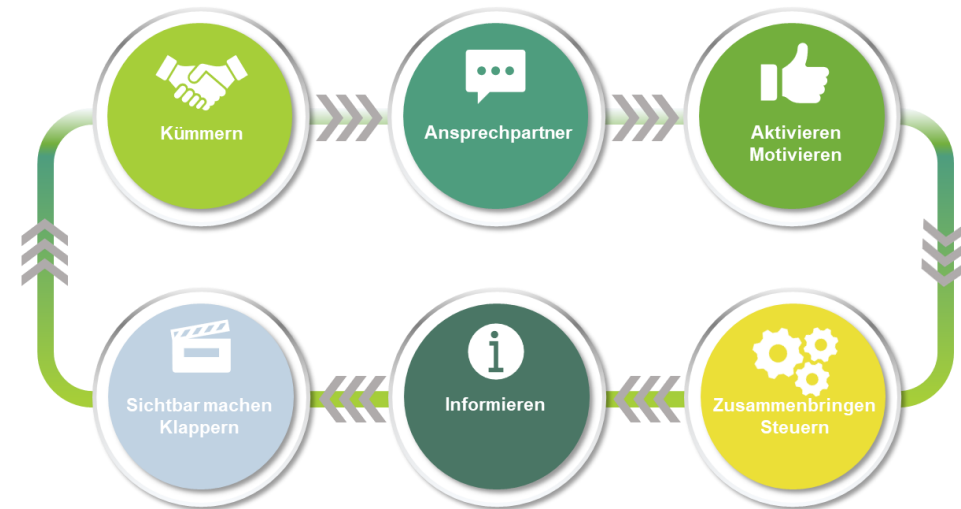 Kümmern
Ansprechpartner
Aktivieren
Motivieren
Sichtbar machen
Klappern
Informieren
Zusammenbringen
Steuern